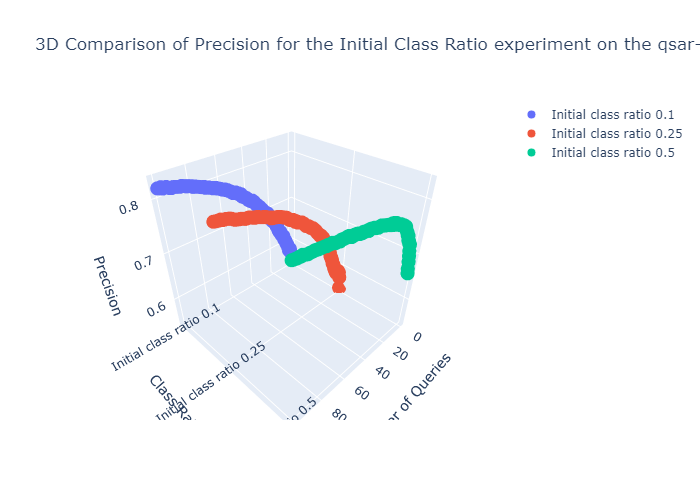 3D Comparison of Precision for the Initial Class Ratio experiment on the qsar-
Initial class ratio 0.1
Initial class ratio 0.25
Initial class ratio 0.5
0.8
0.7
0.6
Precision
Initial class ratio 0.1
Initial class ratio 0.25
0.5
0
20
40
60
80
of Queries